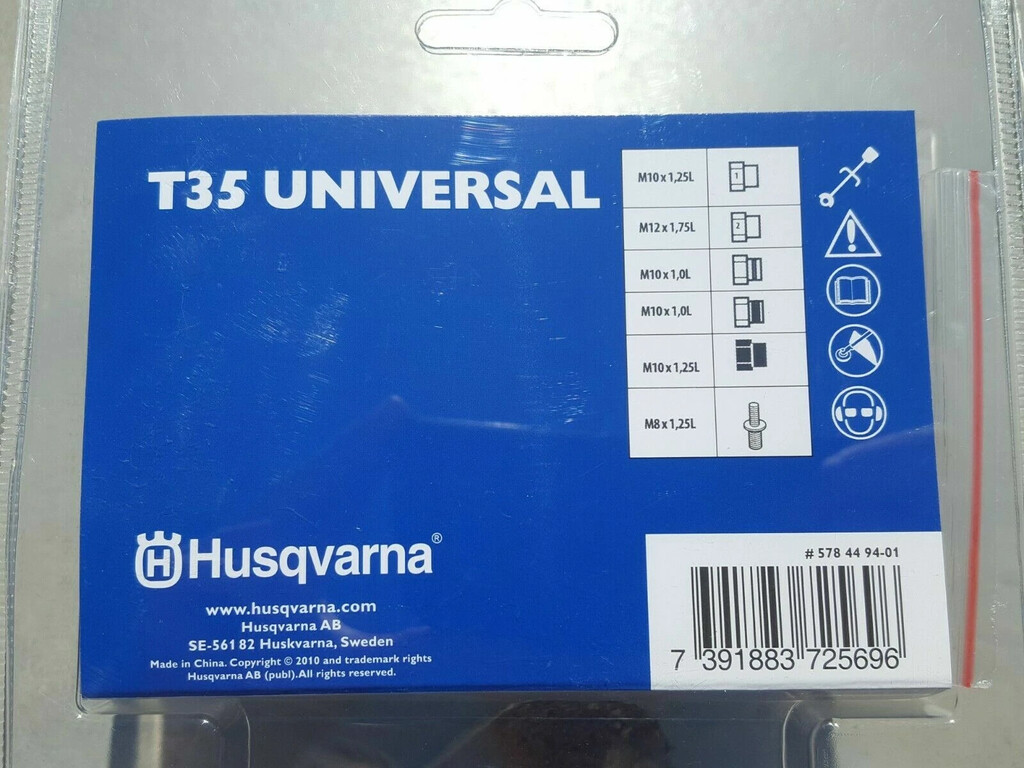 T35 UNIVERSAL
M10 x 1,25L
1
M12 x 1,75L
2
M10 x 1,0L
M10 x 1,0L
M10 x 1,25L
M8 x 1,25L
H Husqvarna®
www.husqvarna.com
Husqvarna AB
SE-561 82 Huskvarna, Sweden
Made in China. Copyright © 2010 and trademark rights
Husqvarna AB (publ).All rights reserved.
# 578 44 94-01
7 391883 725696